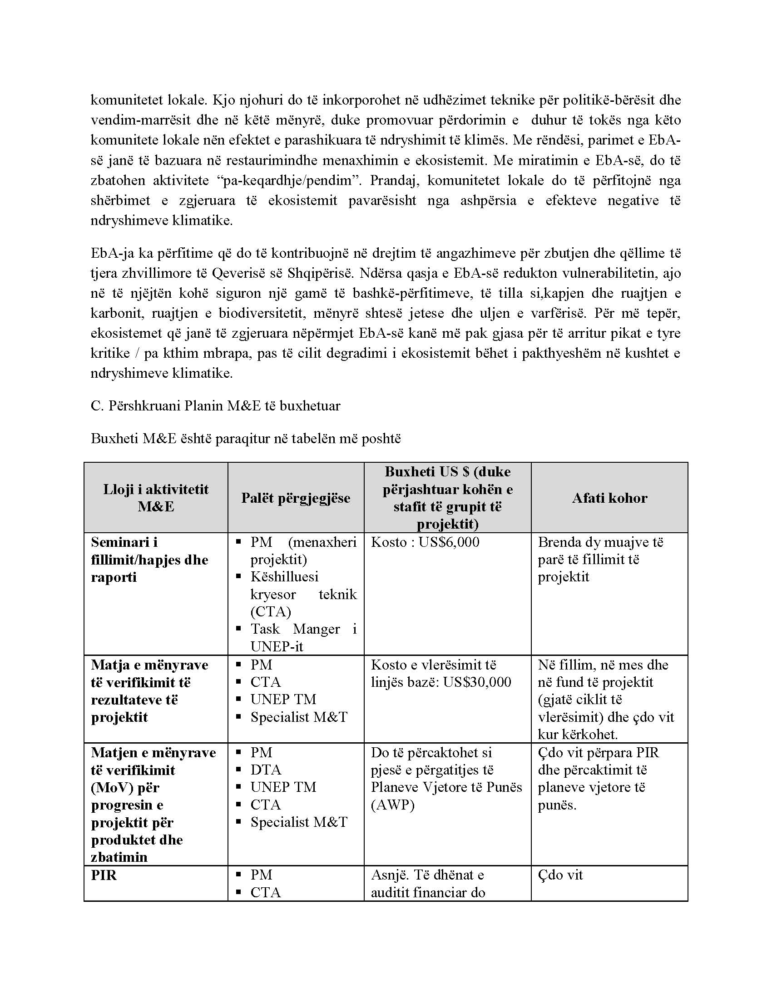 komunitetet lokale. Kjo njohuri do të inkorporohet në udhëzimet teknike për politikë-bërësit dhe
vendim-marrësit dhe në këtë mënyrë, duke promovuar përdorimin e  duhur të tokës nga këto
komunitete lokale nën efektet e parashikuara të ndryshimit të klimës. Me rëndësi, parimet e EbA-
së janë të bazuara në restaurimindhe menaxhimin e ekosistemit. Me miratimin e EbA-së, do të
zbatohen aktivitete “pa-keqardhje/pendim”. Prandaj, komunitetet lokale do të përfitojnë nga
shërbimet e zgjeruara të ekosistemit pavarësisht nga ashpërsia e efekteve negative të
ndryshimeve klimatike.
EbA-ja ka përfitime që do të kontribuojnë në drejtim të angazhimeve për zbutjen dhe qëllime të
tjera zhvillimore të Qeverisë së Shqipërisë. Ndërsa qasja e EbA-së redukton vulnerabilitetin, ajo
në të njëjtën kohë siguron një gamë të bashkë-përfitimeve, të tilla si,kapjen dhe ruajtjen e
karbonit, ruajtjen e biodiversitetit, mënyrë shtesë jetese dhe uljen e varfërisë. Për më tepër,
ekosistemet që janë të zgjeruara nëpërmjet EbA-së kanë më pak gjasa për të arritur pikat e tyre
kritike / pa kthim mbrapa, pas të cilit degradimi i ekosistemit bëhet i pakthyeshëm në kushtet e
ndryshimeve klimatike.
C. Përshkruani Planin M&E të buxhetuar
Buxheti M&E është paraqitur në tabelën më poshtë
Lloji i aktivitetit
M&E
Palët përgjegjëse
Buxheti US $ (duke
përjashtuar kohën e
stafit të grupit të
projektit)
Afati kohor
Seminari i
fillimit/hapjes dhe
raporti
▪ PM (menaxheri
projektit)
▪ Këshilluesi
kryesor teknik
(CTA)
▪ Task Manger i
UNEP-it
Kosto : US$6,000
Brenda dy muajve të
parë të fillimit të
projektit
Matja e mënyrave
të verifikimit të
rezultateve të
projektit
▪ PM
▪ CTA
▪ UNEP TM
▪ Specialist M&T
Kosto e vlerësimit të
linjës bazë: US$30,000
Në fillim, në mes dhe
në fund të projektit
(gjatë ciklit të
vlerësimit) dhe çdo vit
kur kërkohet.
Matjen e mënyrave
të verifikimit
(MoV) për
progresin e
projektit për
produktet dhe
zbatimin
▪ PM
▪ DTA
▪ UNEP TM
▪ CTA
▪ Specialist M&T
Do të përcaktohet si
pjesë e përgatitjes të
Planeve Vjetore të Punës
(AWP)
Çdo vit përpara PIR
dhe përcaktimit të
planeve vjetore të
punës.
PIR
▪ PM
▪ CTA
Asnjë. Të dhënat e
auditit financiar do
Çdo vit